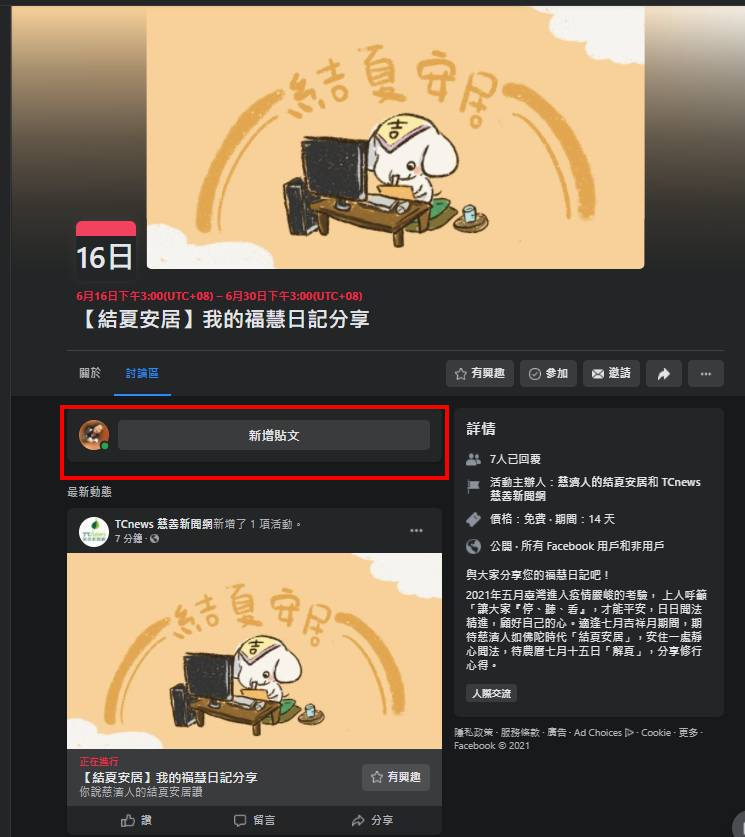 結夏安居
吉
16日
6月16日下午3:00(UTC+08) – 6月30日下午3:00(UTC+08)
【結夏安居】我的福慧日記分享
關於
討論區
有興趣
參加
邀請
新增貼文
詳情
7人已回覆
活動主辦人：慈濟人的結夏安居和 TCnews
慈善新聞網
價格：免費 · 期間：14 天
公開 · 所有 Facebook 用戶和非用戶
與大家分享您的福慧日記吧！
2021年五月臺灣進入疫情嚴峻的考驗， 上人呼籲
「讓大家『停、聽、看』，才能平安，日日聞法
精進，顧好自己的心。適逢七月吉祥月期間，期
待慈濟人如佛陀時代「結夏安居」，安住一處靜
心聞法，待農曆七月十五日「解夏」，分享修行
心得。
人際交流
隱私政策 · 服務條款 · 廣告 · Ad Choices · Cookie · 更多 ·
Facebook © 2021
最新動態
TCnews 慈善新聞網新增了 1 項活動。
7 分鐘 ·
結夏安居
吉
正在進行
【結夏安居】我的福慧日記分享
你說慈濟人的結夏安居讚
有興趣
讚
留言
分享